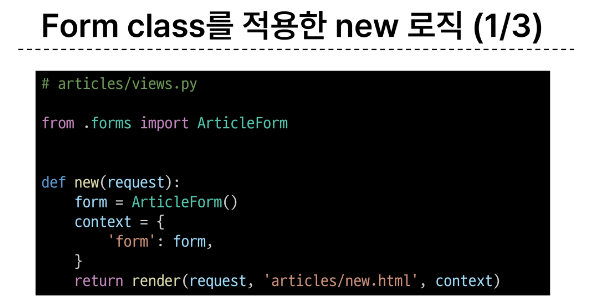 Form class를 적용한 new 로직 (1/3)
# articles/views.py
from .forms import ArticleForm
def new(request):
    form = ArticleForm()
    context = {
        'form': form,
    }
    return render(request, 'articles/new.html', context)